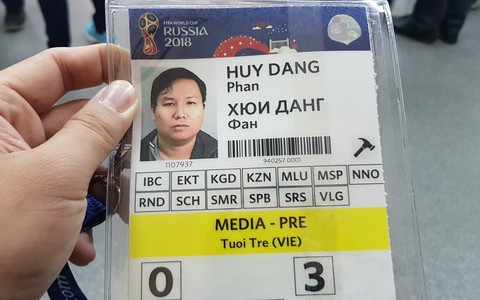 FIFA WORLD CUP
RUSSIA
2018
HUY DANG
Phan
ХЮИ ДАНГ
Фан
1107937
940257 0001
IBC EKT KGD KZN MLU MSP NNO
RND SCH SMR SPB SRS VLG
MEDIA - PRE
Tuoi Tre (VIE)
0 3